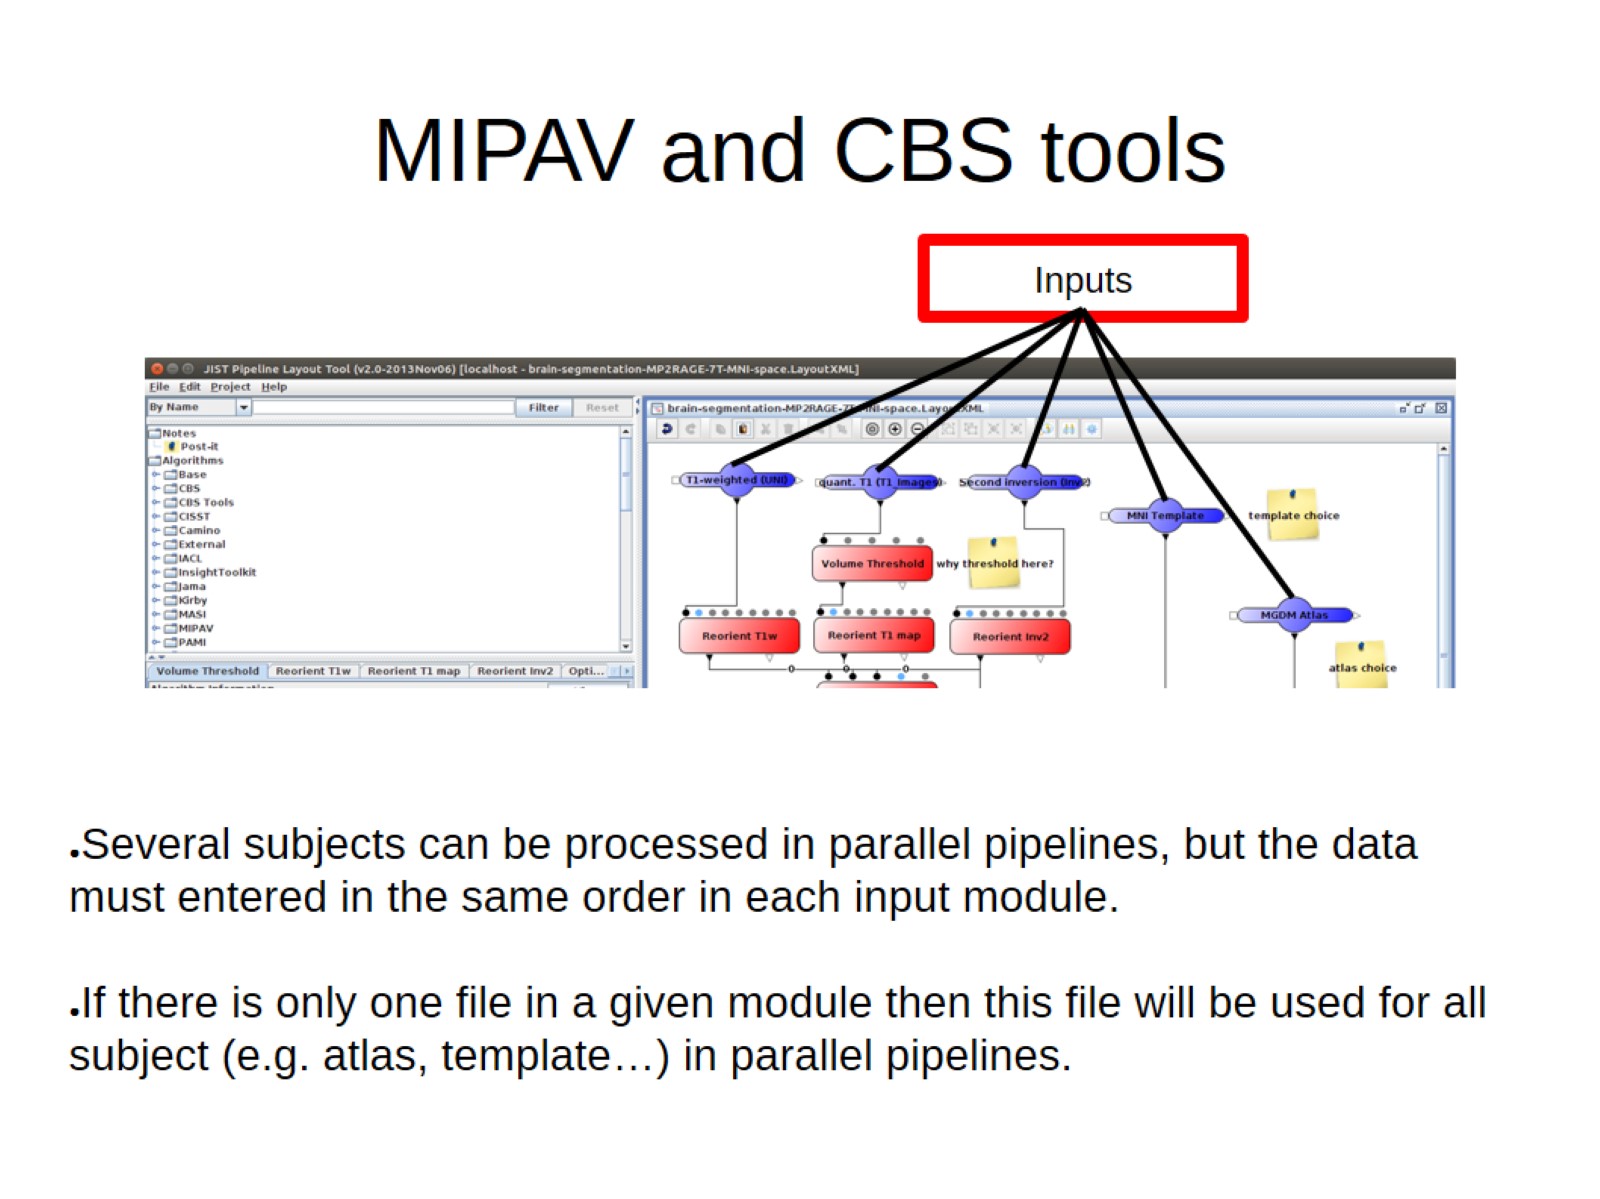 MIPAV and CBS tools
Inputs
JIST Pipeline Layout Tool (v2.0-2013Nov06) [localhost - brain-segmentation-MP2RAGE-7T-MNI-space.LayoutXML]
File Edit Project Help
By Name
Filter
Reset
brain-segmentation-MP2RAGE-7T-MNI-space.LayoutXML
Notes
Post-it
Algorithms
Base
CBS
CBS Tools
CISST
Camino
External
IACL
InsightToolkit
Jama
Kirby
MASI
MIPAV
PAMI
Volume Threshold Reorient T1w Reorient T1 map Reorient Inv2 Opti...
Algorithm Information
T1-weighted (UNI)
quant. T1 (T1_Images)
Second inversion (Inv2)
MNI Template
template choice
Volume Threshold
why threshold here?
MGDM Atlas
Reorient T1w
Reorient T1 map
Reorient Inv2
atlas choice
●Several subjects can be processed in parallel pipelines, but the data
must entered in the same order in each input module.
●If there is only one file in a given module then this file will be used for all
subject (e.g. atlas, template…) in parallel pipelines.